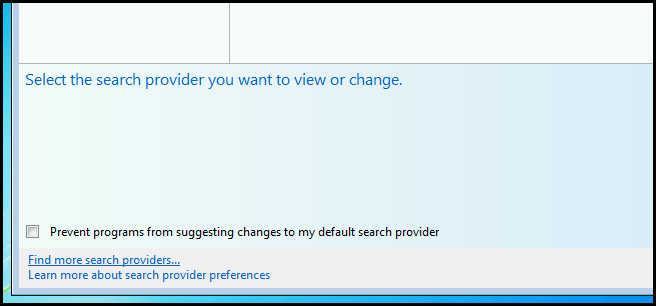 Select the search provider you want to view or change.
Prevent programs from suggesting changes to my default search provider
Find more search providers...
Learn more about search provider preferences